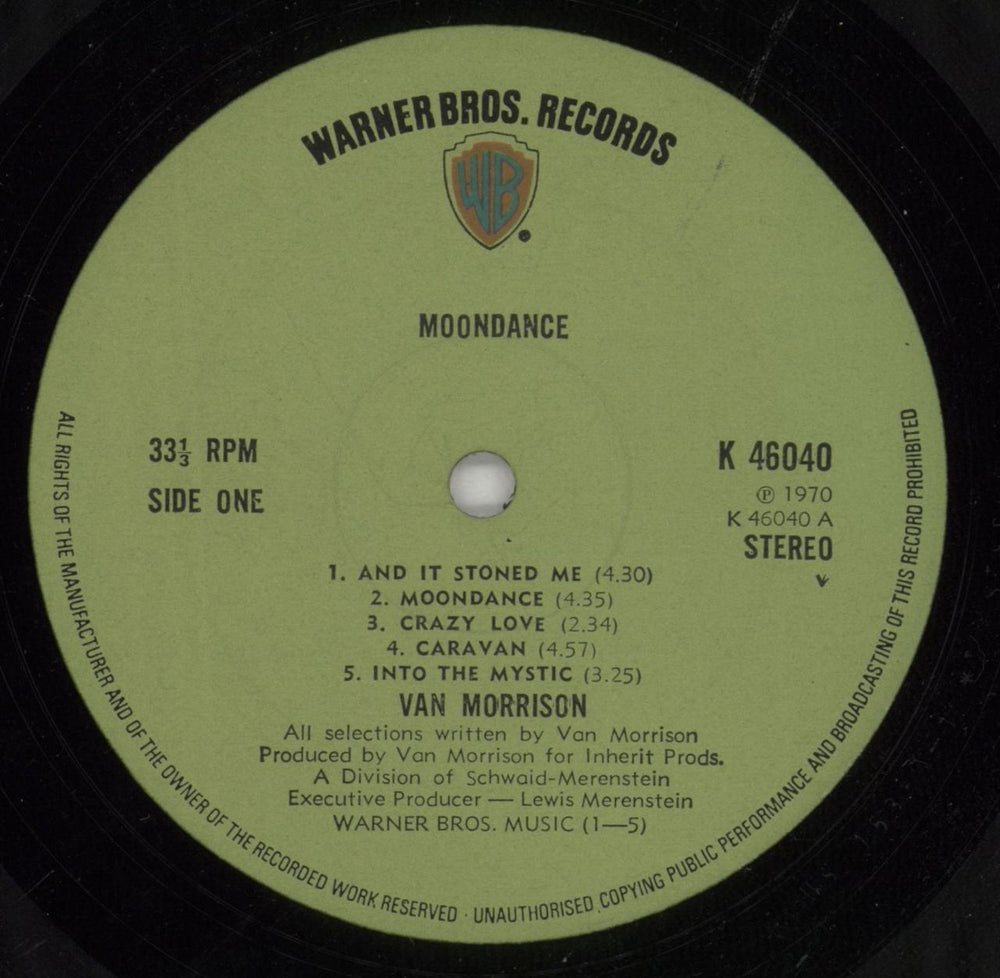 WARNER BROS. RECORDS
WB
MOONDANCE
33⅓ RPM
SIDE ONE
K 46040
℗ 1970
K 46040 A
STEREO
1. AND IT STONED ME (4.30)
2. MOONDANCE (4.35)
3. CRAZY LOVE (2.34)
4. CARAVAN (4.57)
5. INTO THE MYSTIC (3.25)
VAN MORRISON
All selections written by Van Morrison
Produced by Van Morrison for Inherit Prods.
A Division of Schwaid-Merenstein
Executive Producer — Lewis Merenstein
WARNER BROS. MUSIC (1—5)
ALL RIGHTS OF THE MANUFACTURER AND OF THE OWNER OF THE RECORDED WORK RESERVED · UNAUTHORISED COPYING PUBLIC PERFORMANCE AND BROADCASTING OF THIS RECORD PROHIBITED